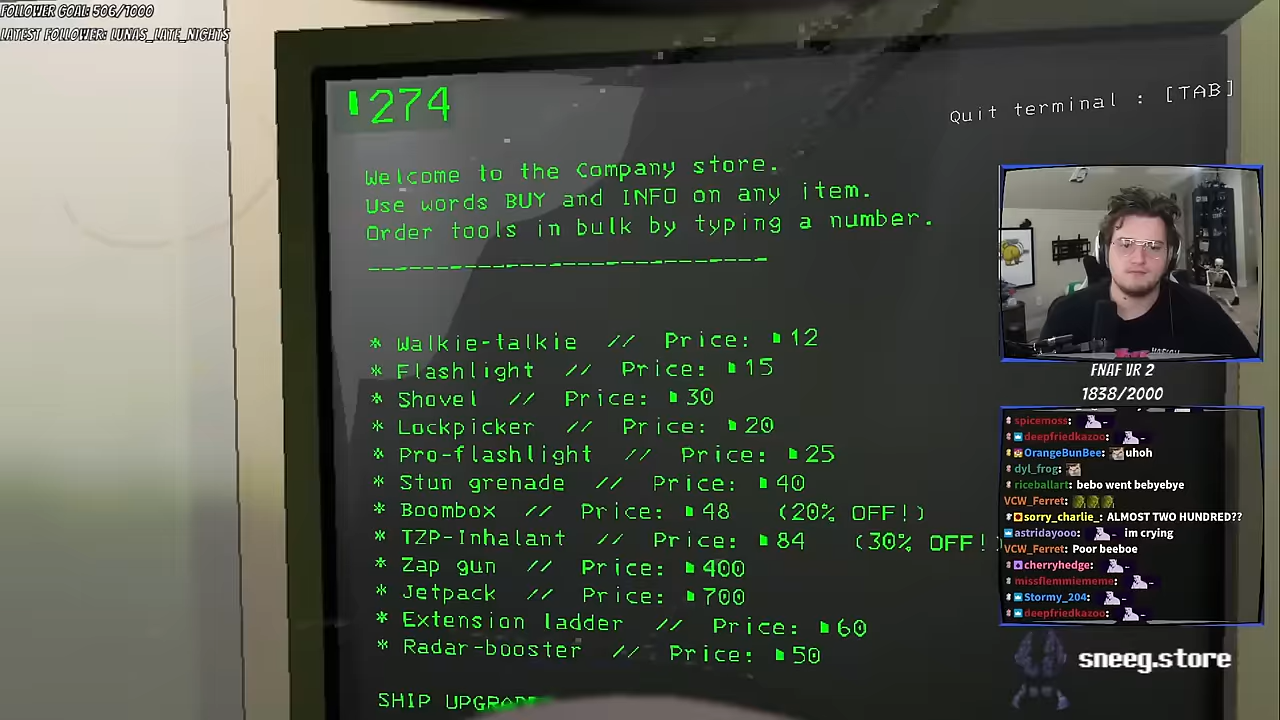 FOLLOWER GOAL: 506/1000
LATEST FOLLOWER: LUNAS_LATE_NIGHTS
274
Quit terminal : [TAB]
Welcome to the Company store.
Use words BUY and INFO on any item.
Order tools in bulk by typing a number.
* Walkie-talkie // Price: 12
* Flashlight // Price: 15
* Shovel // Price: 30
* Lockpicker // Price: 20
* Pro-flashlight // Price: 25
* Stun grenade // Price: 40
* Boombox // Price: 48 (20% OFF!)
* TZP-Inhalant // Price: 84 (30% OFF!)
* Zap gun // Price: 400
* Jetpack // Price: 700
* Extension ladder // Price: 60
* Radar-booster // Price: 50
SHIP
FNAF VR 2
1838/2000
spicemoss:
deepfriedkazoo:
OrangeBunBee: uhoh
dyl_frog:
riceballart: bebo went bebyebye
VCW_Ferret:
sorry_charlie_: ALMOST TWO HUNDRED??
astridayooo: im crying
VCW_Ferret: Poor beeboe
cherryhedge:
missflemmiememe:
Stormy_204:
deepfriedkazoo:
sneeg.store